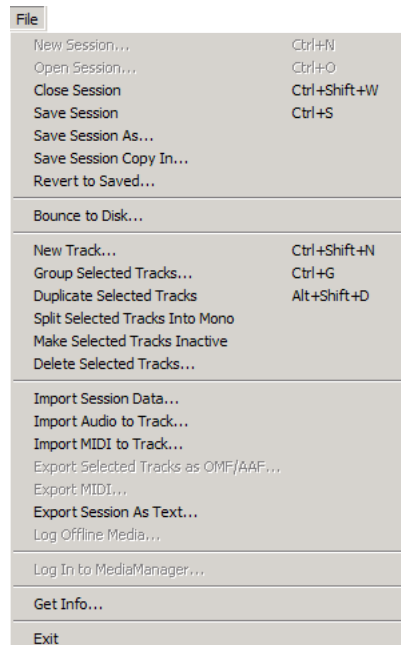 File
New Session... Ctrl+N
Open Session... Ctrl+O
Close Session Ctrl+Shift+W
Save Session Ctrl+S
Save Session As...
Save Session Copy In...
Revert to Saved...
Bounce to Disk...
New Track... Ctrl+Shift+N
Group Selected Tracks... Ctrl+G
Duplicate Selected Tracks Alt+Shift+D
Split Selected Tracks Into Mono
Make Selected Tracks Inactive
Delete Selected Tracks...
Import Session Data...
Import Audio to Track...
Import MIDI to Track...
Export Selected Tracks as OMF/AAF...
Export MIDI...
Export Session As Text...
Log Offline Media...
Log In to MediaManager...
Get Info...
Exit